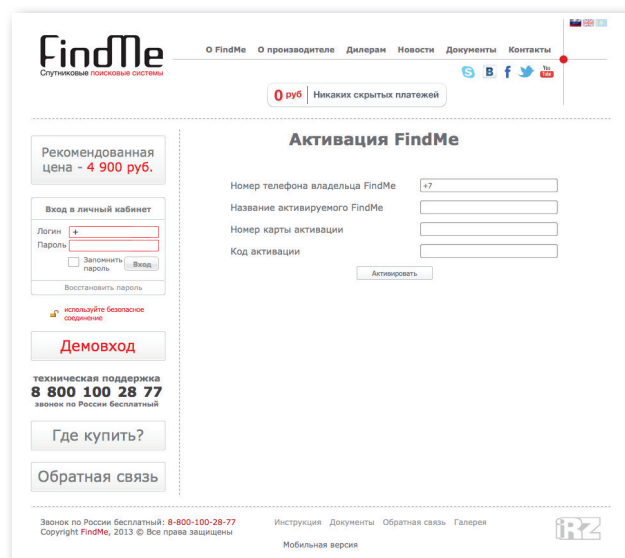 FindMe
Спутниковые поисковые системы
О FindMe О производителе Дилерам Новости Документы Контакты
You Tube
0 руб Никаких скрытых платежей
Рекомендованная
цена - 4 900 руб.
Вход в личный кабинет
Логин +
Пароль
Запомнить
пароль
Вход
Восстановить пароль
используйте безопасное
соединение
Демовход
техническая поддержка
8 800 100 28 77
звонок по России бесплатный
Где купить?
Обратная связь
Активация FindMe
Номер телефона владельца FindMe +7
Название активируемого FindMe
Номер карты активации
Код активации
Активировать
Звонок по России бесплатный: 8-800-100-28-77
Copyright FindMe, 2013 © Все права защищены
Инструкция Документы Обратная связь Галерея
Мобильная версия
iRZ